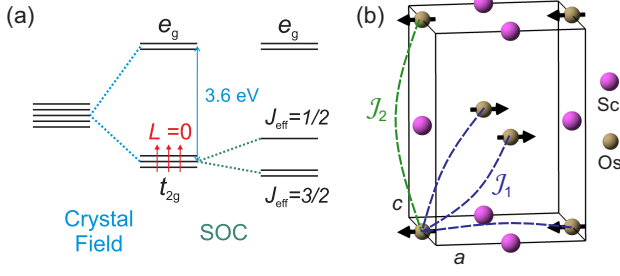 (a)
e_g
e_g
3.6 eV
L =0
J_eff=1/2
t_2g
J_eff=3/2
Crystal
Field
SOC
(b)
𝒥_2
𝒥_1
c
a
Sc
Os